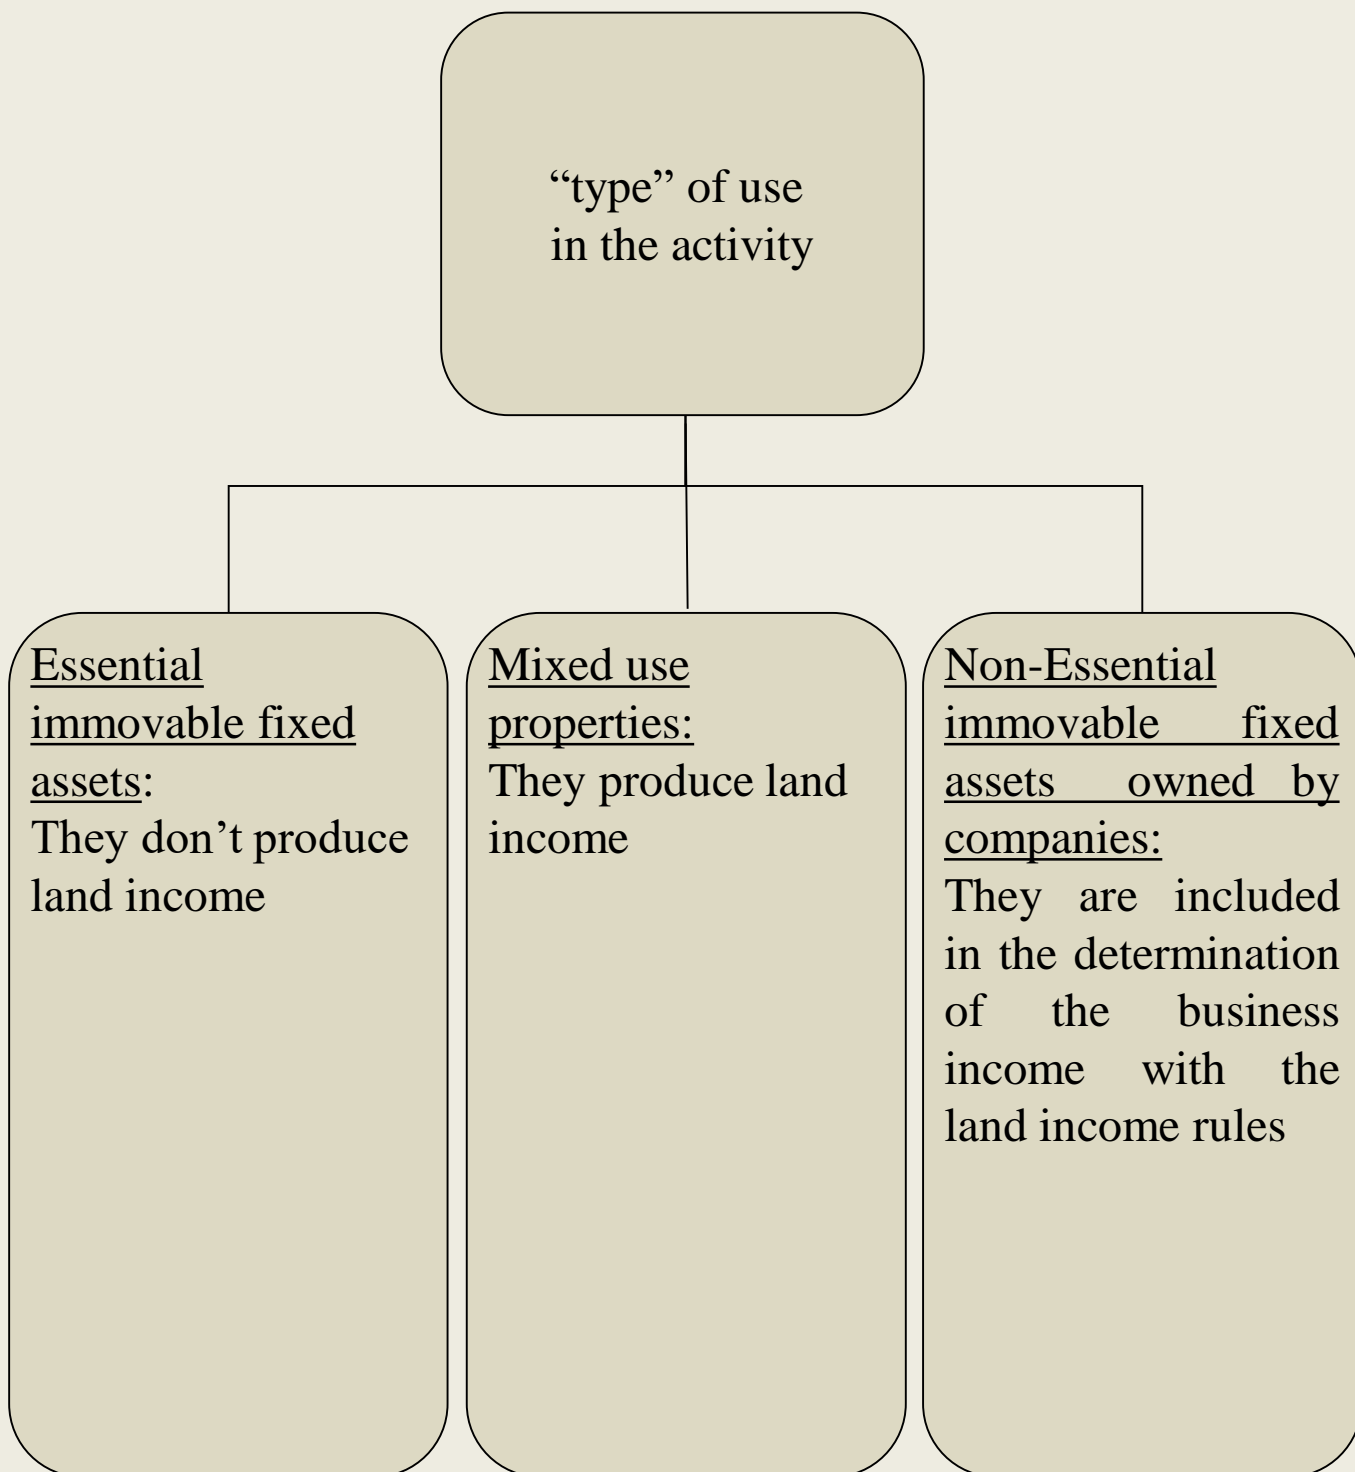 “type” of use
in the activity
Essential
immovable fixed
assets:
They don’t produce
land income
Mixed use
properties:
They produce land
income
Non-Essential
immovable fixed
assets owned by
companies:
They are included
in the determination
of the business
income with the
land income rules